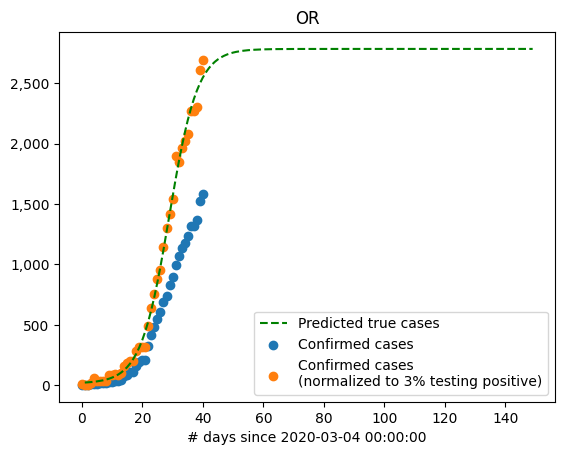 OR
2,500
2,000
1,500
1,000
500
0
Predicted true cases
Confirmed cases
Confirmed cases
(normalized to 3% testing positive)
0 20 40 60 80 100 120 140
# days since 2020-03-04 00:00:00